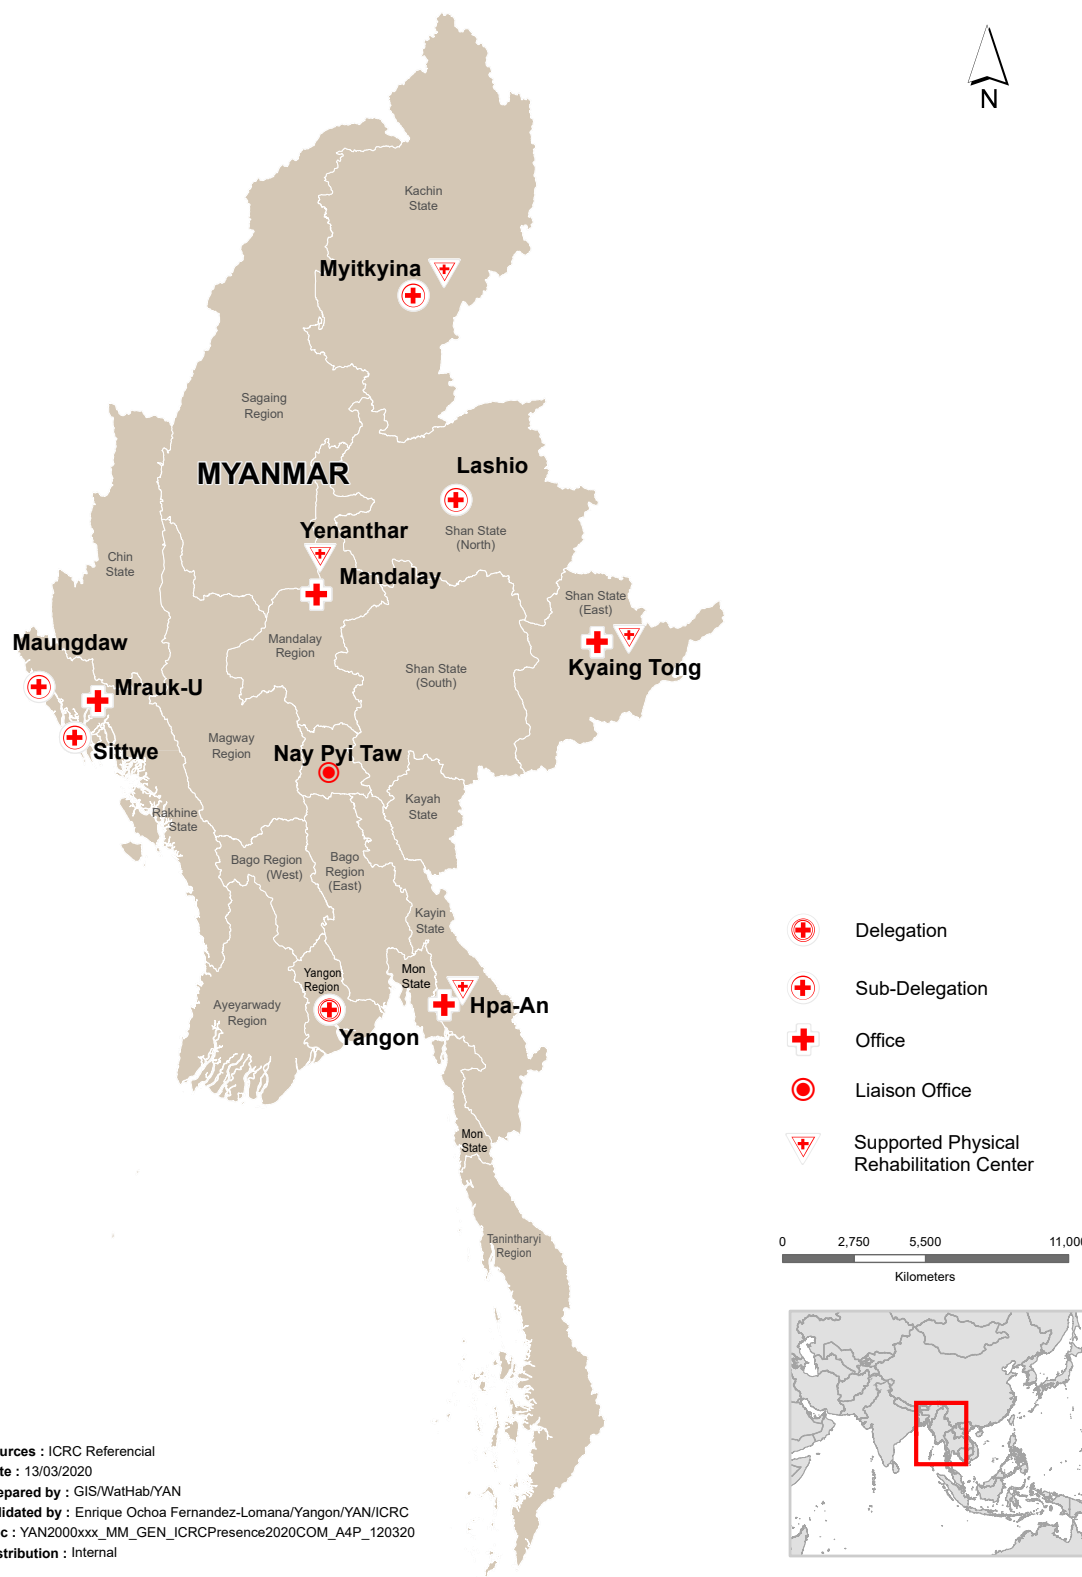 N
Kachin
State
Myitkyina
Sagaing
Region
MYANMAR
Lashio
Shan State
(North)
Yenanthar
Mandalay
Chin
State
Shan State
(East)
Mandalay
Region
Maungdaw
Kyaing Tong
Shan State
(South)
Mrauk-U
Magway
Region
Sittwe
Nay Pyi Taw
Kayah
State
Rakhine
State
Bago Region
(West)
Bago
Region
(East)
Kayin
State
Yangon
Region
Mon
State
Ayeyarwady
Region
Hpa-An
Yangon
Mon
State
Tanintharyi
Region
Delegation
Sub-Delegation
Office
Liaison Office
Supported Physical
Rehabilitation Center
0 2,750 5,500 11,000
Kilometers
urces : ICRC Referencial
te : 13/03/2020
epared by : GIS/WatHab/YAN
lidated by : Enrique Ochoa Fernandez-Lomana/Yangon/YAN/ICRC
c : YAN2000xxx_MM_GEN_ICRCPresence2020COM_A4P_120320
stribution : Internal